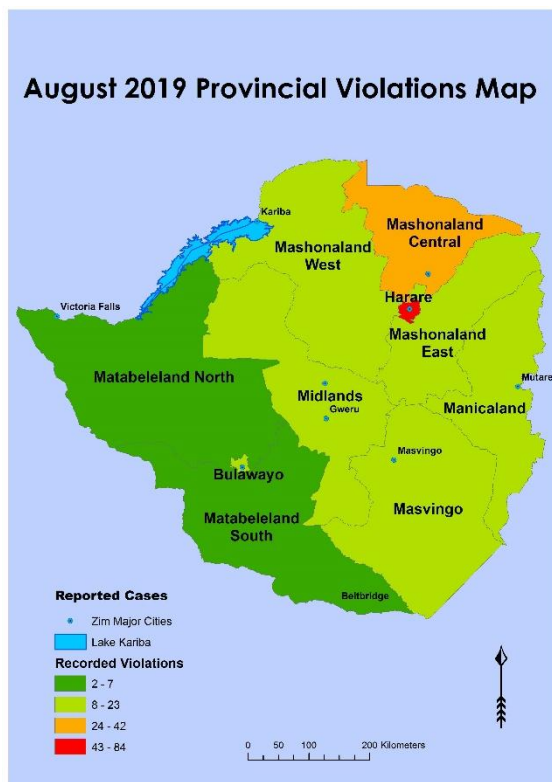 August 2019 Provincial Violations Map
Kariba
Mashonaland
Central
Mashonaland
West
Victoria Falls
Harare
Mashonaland
East
Matabeleland North
Mutare
Midlands
Manicaland
Gweru
Masvingo
Bulawayo
Masvingo
Matabeleland
South
Beitbridge
Reported Cases
Zim Major Cities
Lake Kariba
Recorded Violations
2 - 7
8 - 23
24 - 42
43 - 84
0 50 100 200 Kilometers